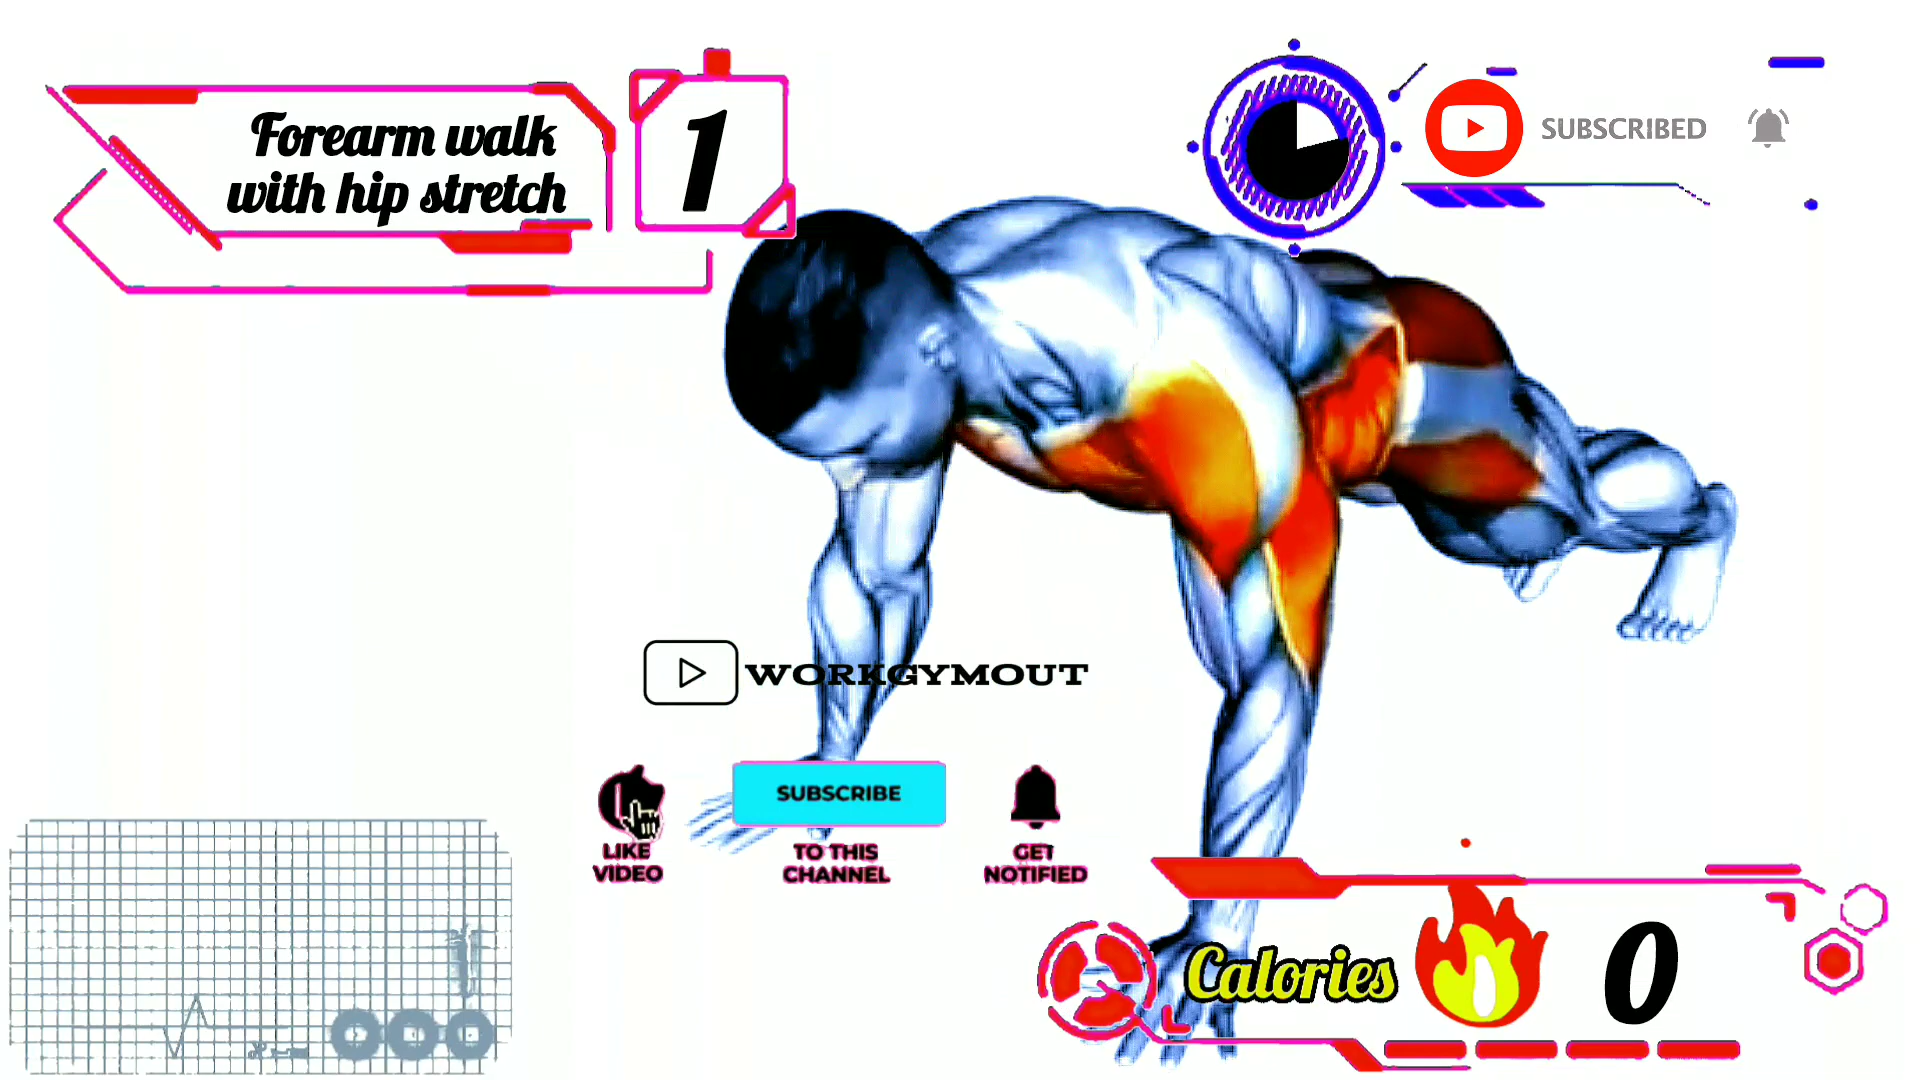 Forearm walk
with hip stretch
1
SUBSCRIBED
WORKGYMOUT
SUBSCRIBE
LIKE
VIDEO
TO THIS
CHANNEL
GET
NOTIFIED
Calories
0